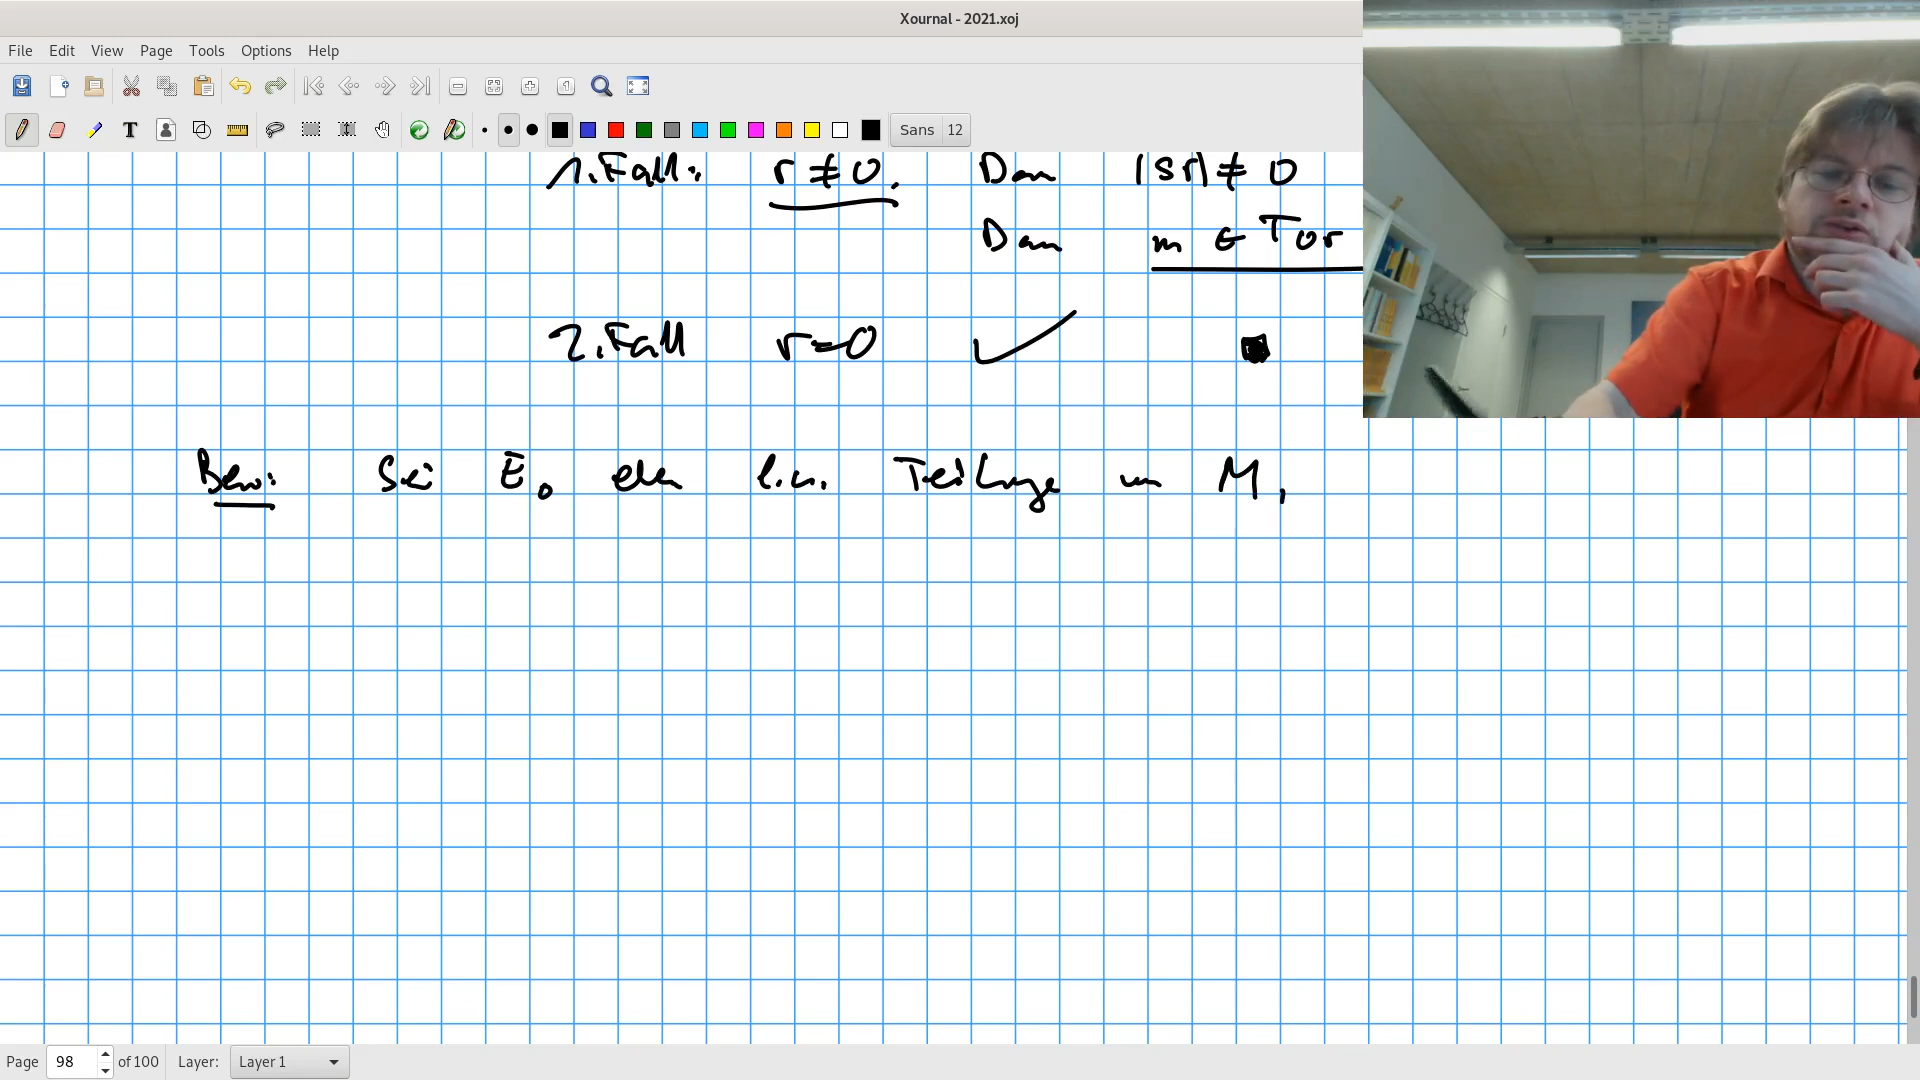 Xournal - 2021.xoj
File Edit View Page Tools Options Help
Sans 12
1.Fall: r ≠ 0. Dann |sr| ≠ 0
Dann m ∈ Tor
2.Fall r=0 ✓ ■
Bew: Sei E₀ l.u. Teilmenge von M,
Page 98 of 100 Layer: Layer 1